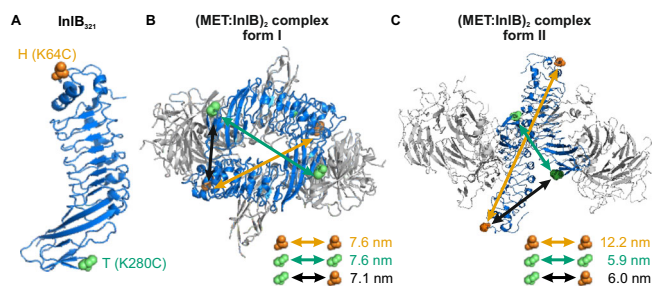 A
InlB₃₂₁
H (K64C)
T (K280C)
B
(MET:InlB)₂ complex
form I
7.6 nm
7.6 nm
7.1 nm
C
(MET:InlB)₂ complex
form II
12.2 nm
5.9 nm
6.0 nm